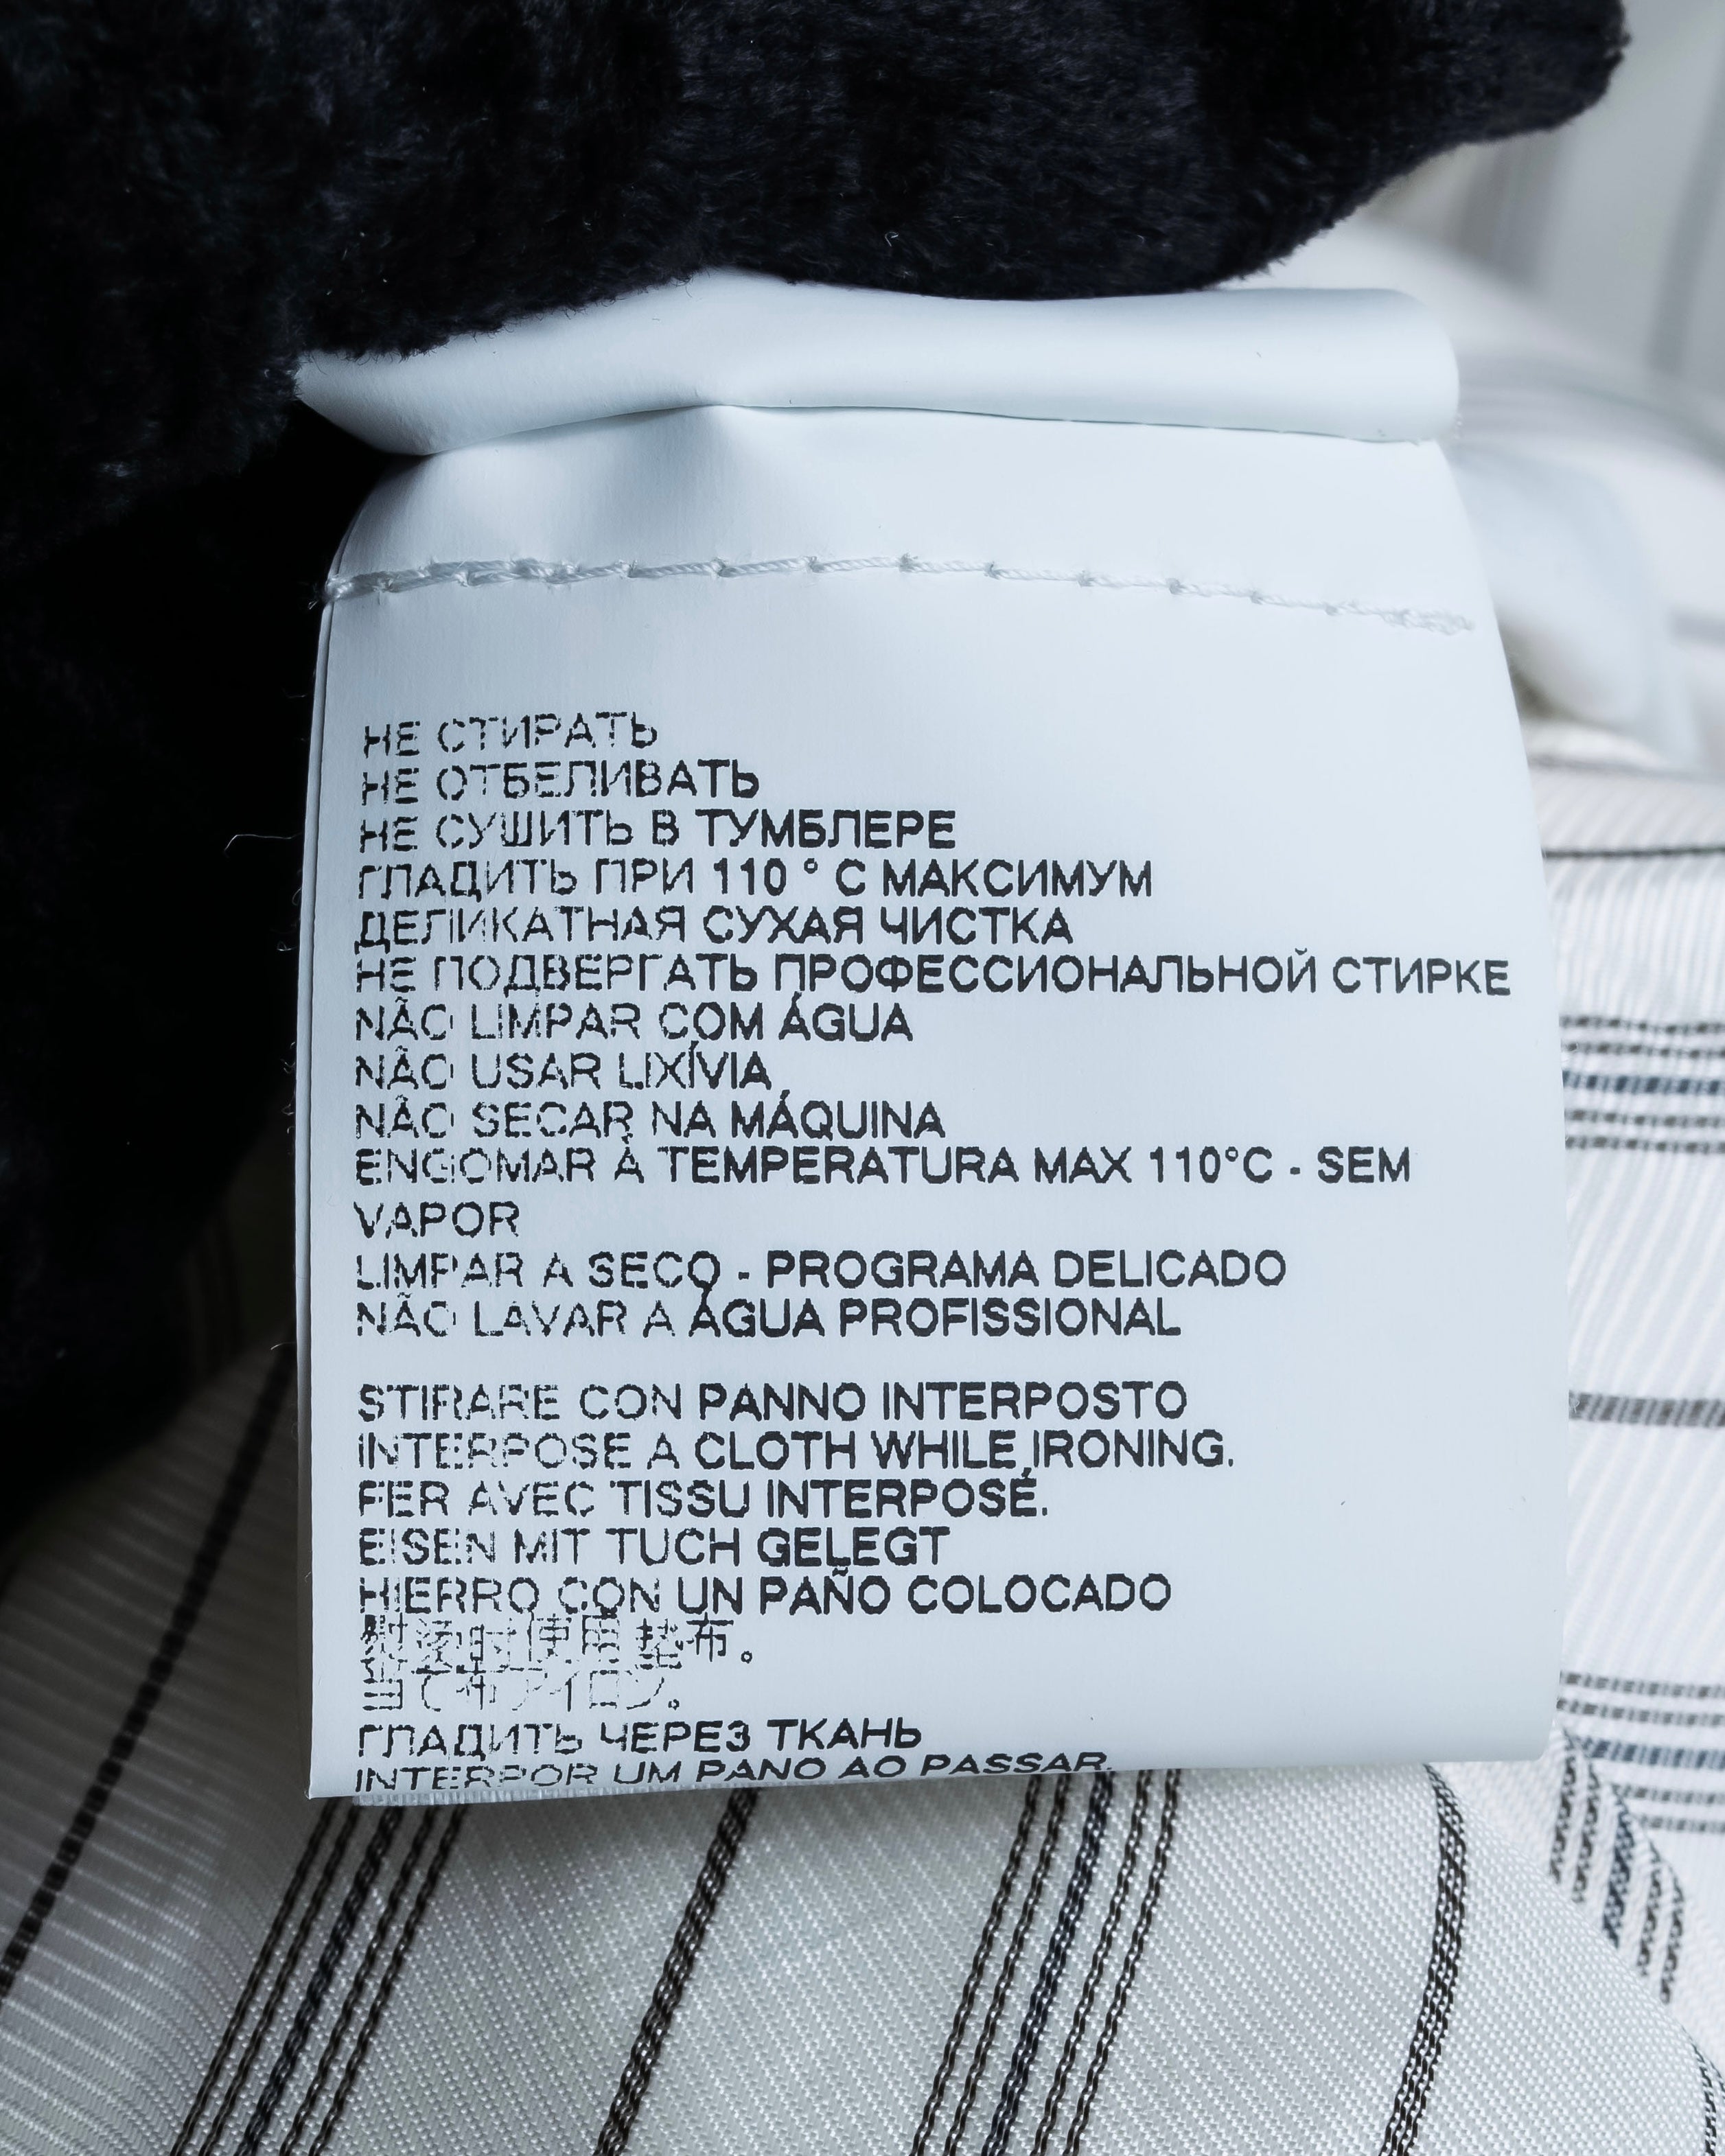 НЕ СТИРАТЬ
НЕ ОТБЕЛИВАТЬ
НЕ СУШИТЬ В ТУМБЛЕРЕ
ГЛАДИТЬ ПРИ 110 ° С МАКСИМУМ
ДЕЛИКАТНАЯ СУХАЯ ЧИСТКА
НЕ ПОДВЕРГАТЬ ПРОФЕССИОНАЛЬНОЙ СТИРКЕ
NÃO LIMPAR COM ÁGUA
NÃO USAR LIXÍVIA
NÃO SECAR NA MÁQUINA
ENGOMAR À TEMPERATURA MAX 110°C - SEM
VAPOR
LIMPAR A SECO - PROGRAMA DELICADO
NÃO LAVAR A ÁGUA PROFISSIONAL
STIRARE CON PANNO INTERPOSTO
INTERPOSE A CLOTH WHILE IRONING.
FER AVEC TISSU INTERPOSÉ.
EISEN MIT TUCH GELEGT
HIERRO CON UN PAÑO COLOCADO
熨烫时使用垫布。
当て布アイロン。
ГЛАДИТЬ ЧЕРЕЗ ТКАНЬ
INTERPOR UM PANO AO PASSAR.